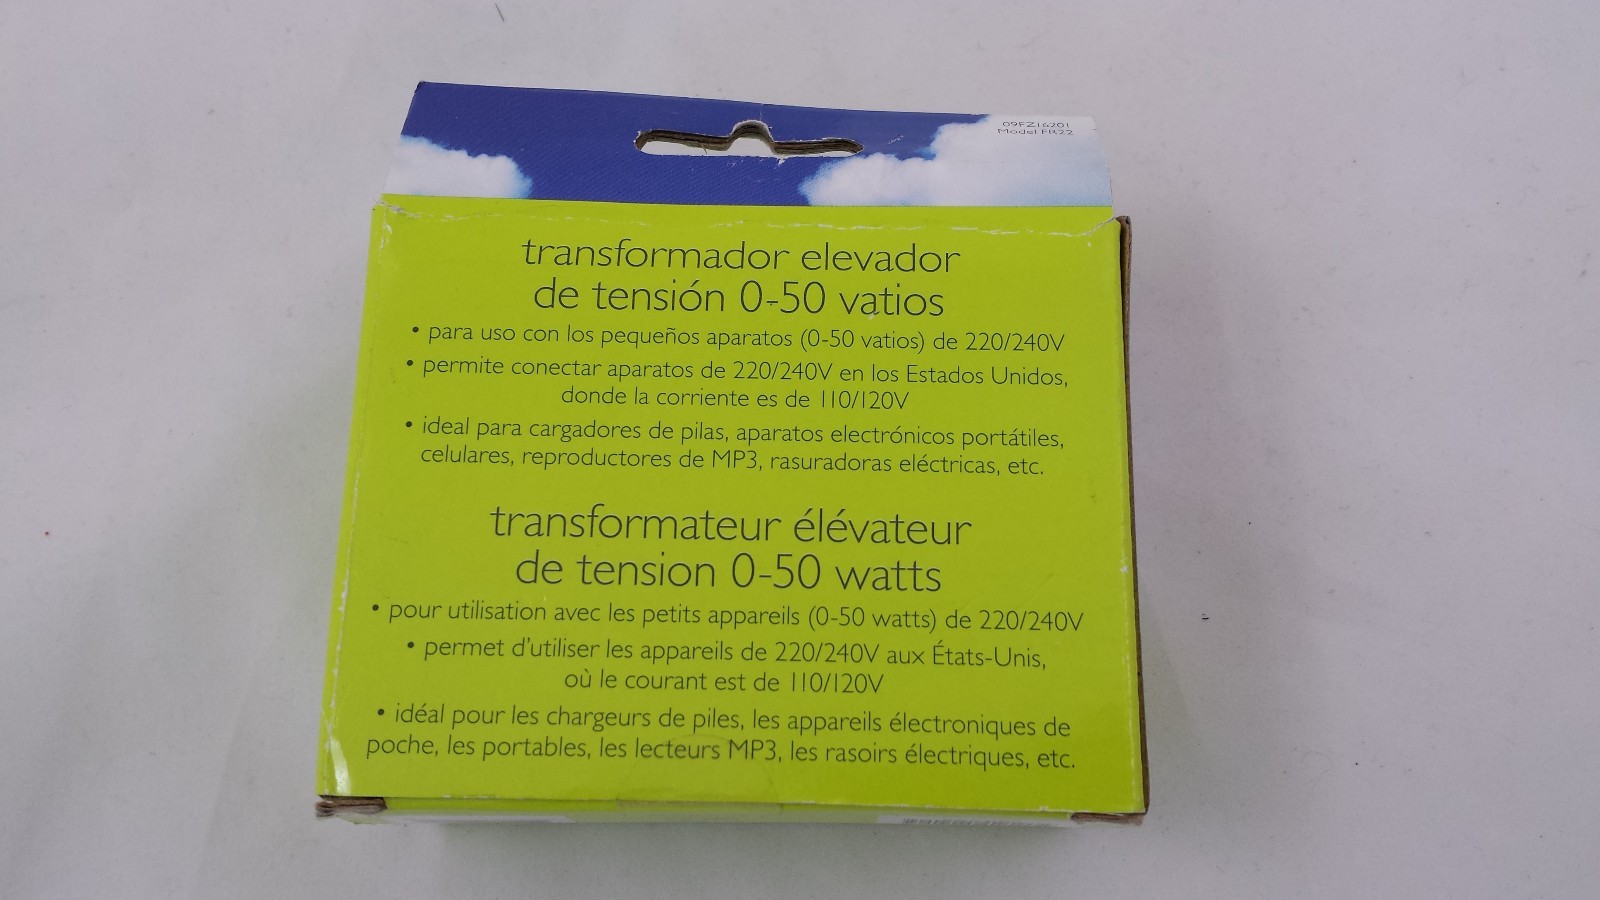 09FZ16201
Model FR22
transformador elevador
de tensión 0-50 vatios
• para uso con los pequeños aparatos (0-50 vatios) de 220/240V
• permite conectar aparatos de 220/240V en los Estados Unidos,
donde la corriente es de 110/120V
• ideal para cargadores de pilas, aparatos electrónicos portátiles,
celulares, reproductores de MP3, rasuradoras eléctricas, etc.
transformateur élévateur
de tension 0-50 watts
• pour utilisation avec les petits appareils (0-50 watts) de 220/240V
• permet d'utiliser les appareils de 220/240V aux États-Unis,
où le courant est de 110/120V
• idéal pour les chargeurs de piles, les appareils électroniques de
poche, les portables, les lecteurs MP3, les rasoirs électriques, etc.